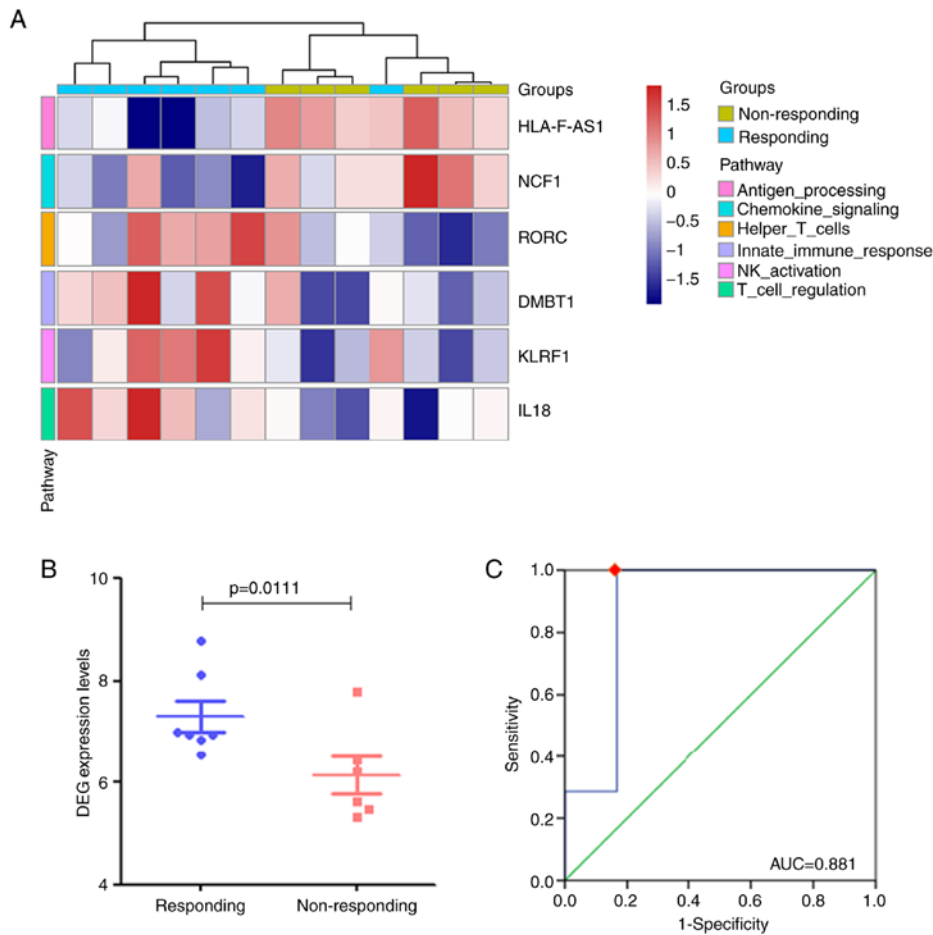 A
Groups
HLA-F-AS1
NCF1
RORC
DMBT1
KLRF1
IL18
Pathway
1.5
1
0.5
0
−0.5
−1
−1.5
Groups
Non-responding
Responding
Pathway
Antigen_processing
Chemokine_signaling
Helper_T_cells
Innate_immune_response
NK_activation
T_cell_regulation
B
10
8
6
4
DEG expression levels
p=0.0111
Responding
Non-responding
C
1.0
0.8
0.6
0.4
0.2
0.0
Sensitivity
AUC=0.881
0.0 0.2 0.4 0.6 0.8 1.0
1-Specificity